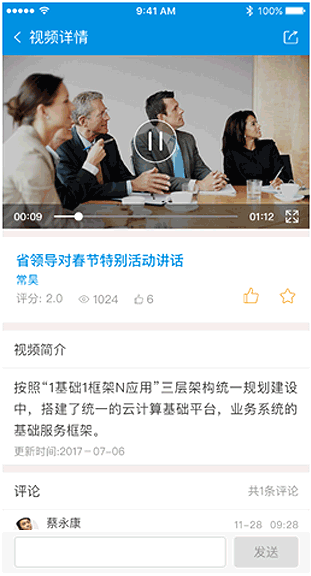 9:41 AM 100%
视频详情
00:09 01:12
省领导对春节特别活动讲话
常昊
评分: 2.0 1024 6
视频简介
按照“1基础1框架N应用”三层架构统一规划建设
中，搭建了统一的云计算基础平台，业务系统的
基础服务框架。
更新时间:2017-07-06
评论 共1条评论
蔡永康 11-28 09:28
发送